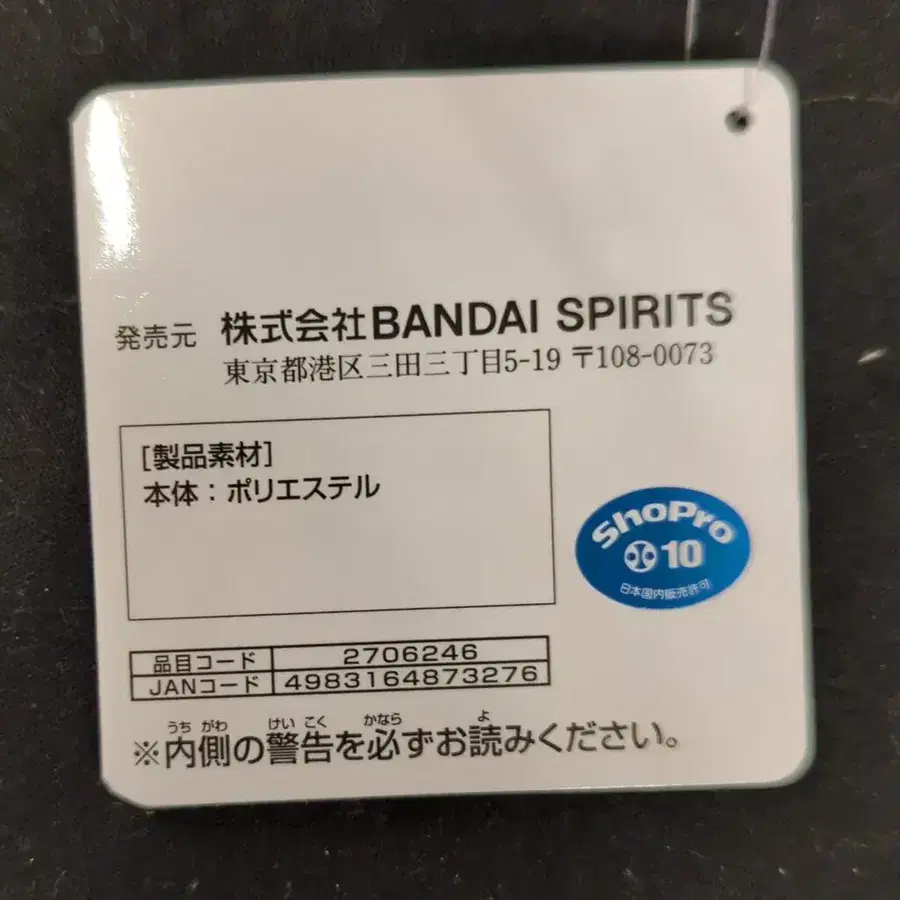 発売元 株式会社BANDAI SPIRITS
東京都港区三田三丁目5-19 〒108-0073
[製品素材]
本体：ポリエステル
ShoPro
10
日本国内販売許可
品目コード 2706246
JANコード 4983164873276
うち がわ けい こく かなら よ
※内側の警告を必ずお読みください。